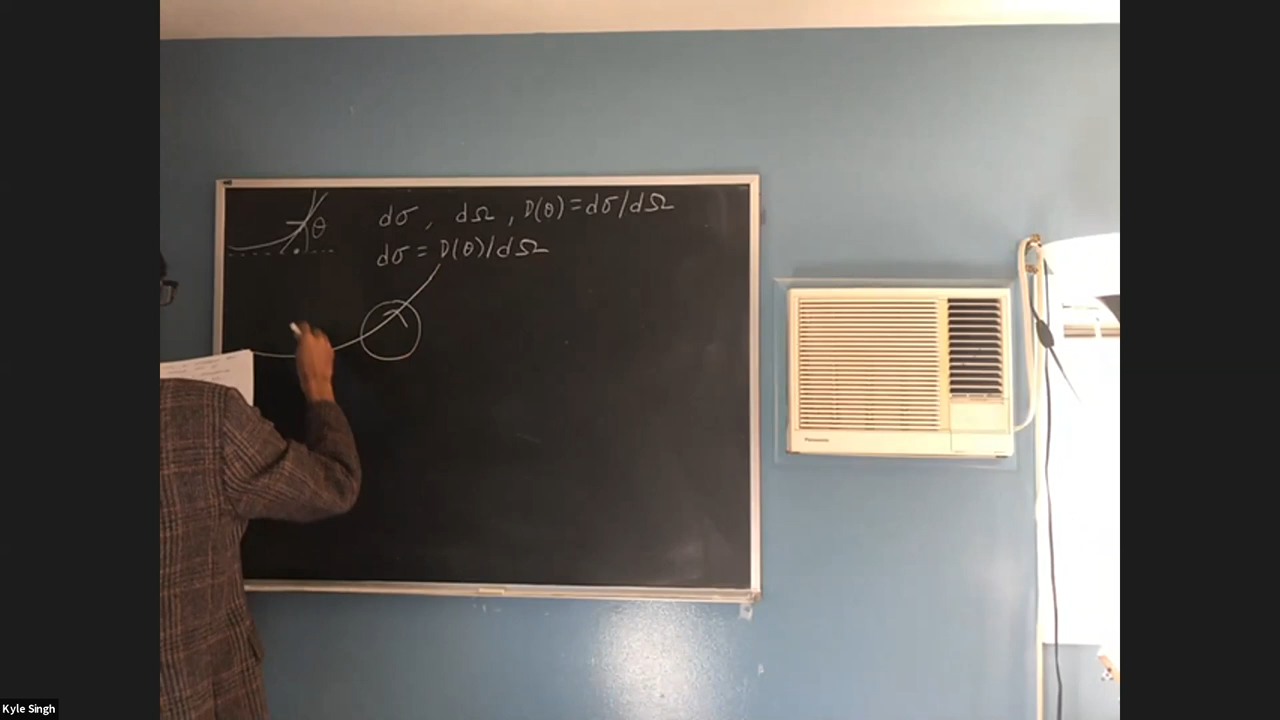 θ
dσ, dΩ, D(θ) = dσ/dΩ
dσ = D(θ)/dΩ
Panasonic
Kyle Singh